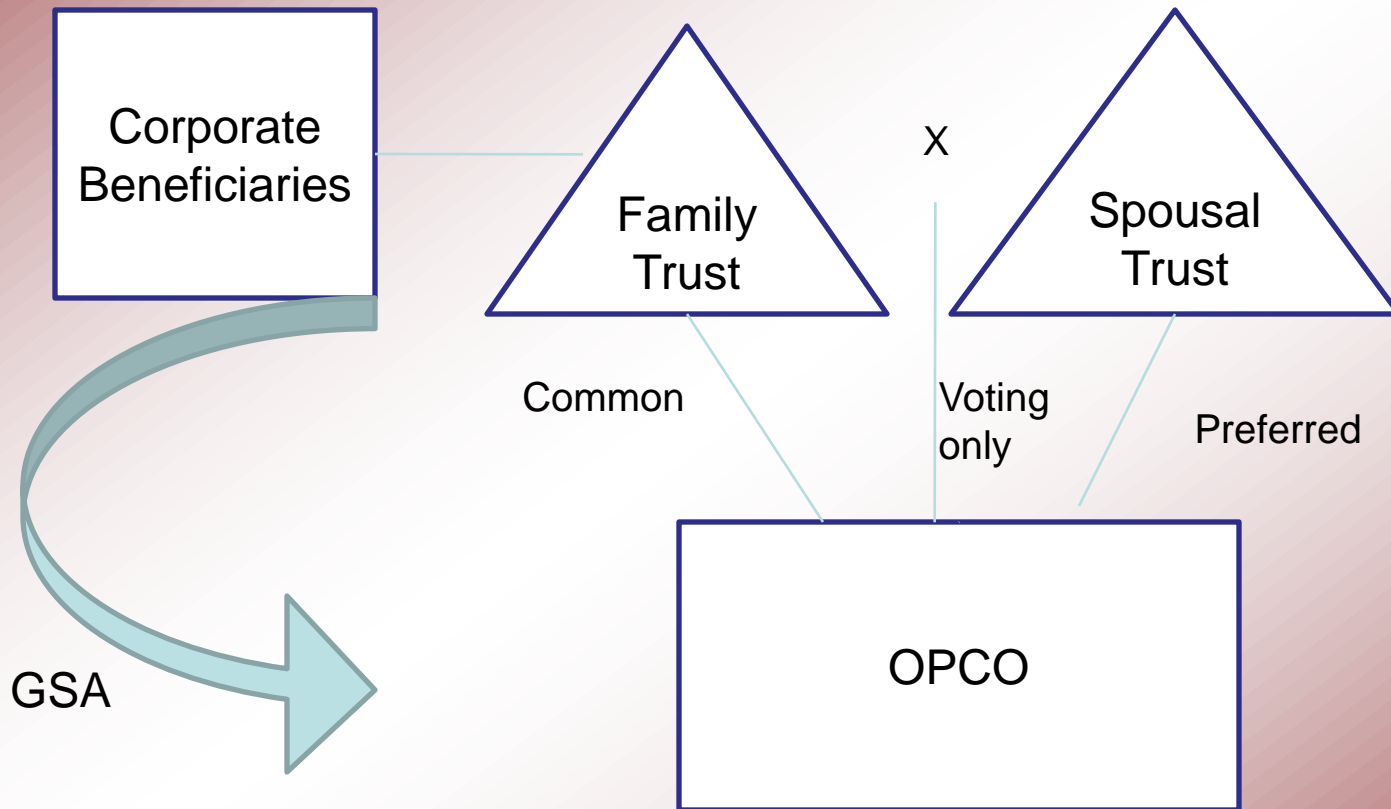 Corporate
Beneficiaries
Family
Trust
X
Spousal
Trust
Common
Voting
only
Preferred
GSA
OPCO